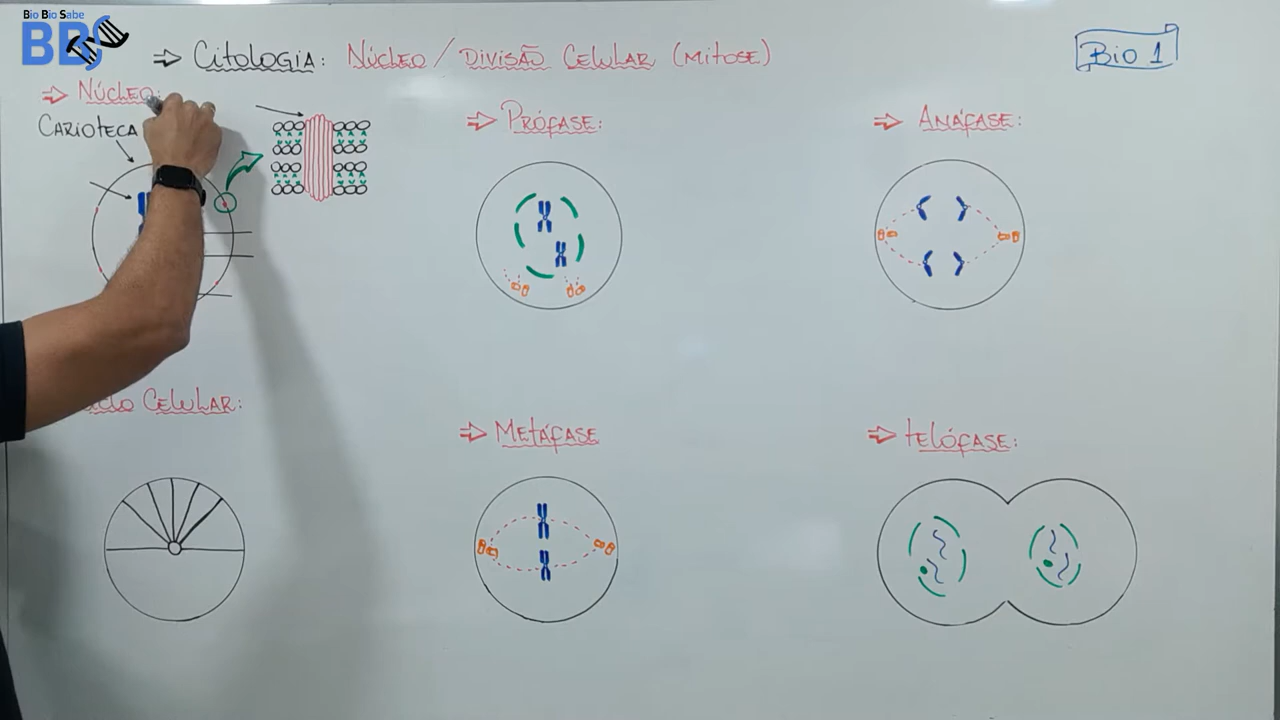 Bio Bio Sabe
BBS
⇒ Citologia: Núcleo / Divisão Celular (mitose)
Bio 1
⇒ Núcleo:
Carioteca
⇒ Prófase:
⇒ Anáfase:
Celular:
⇒ Metáfase
⇒ telófase: